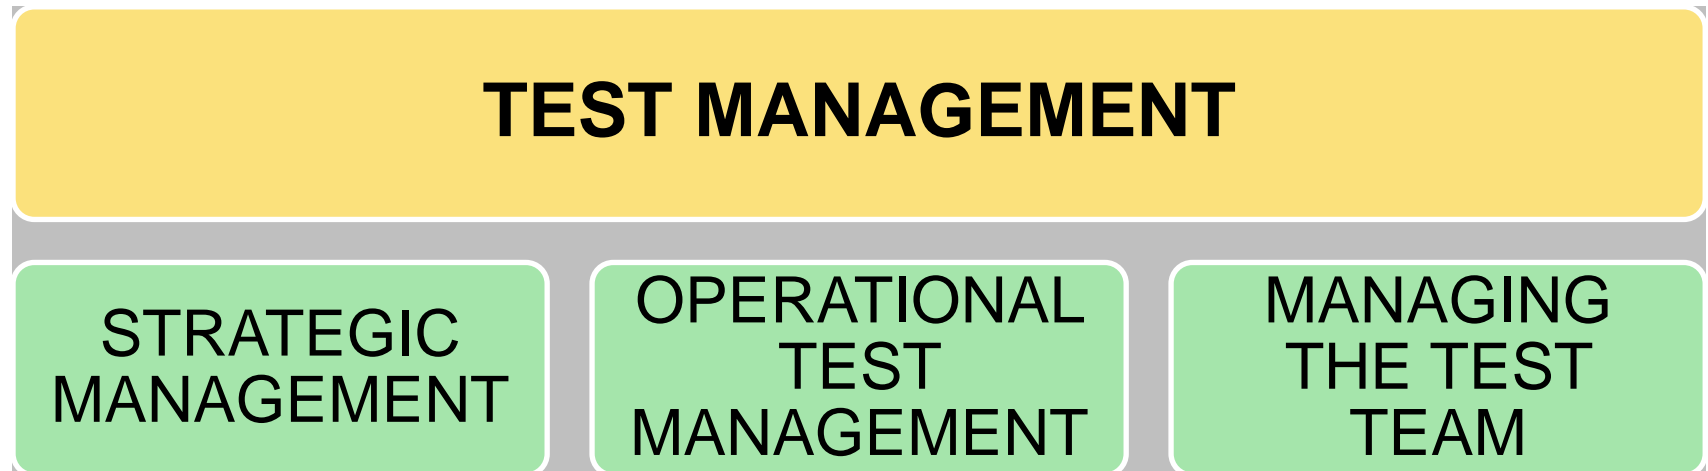 TEST MANAGEMENT
STRATEGIC
MANAGEMENT
OPERATIONAL
TEST
MANAGEMENT
MANAGING
THE TEST
TEAM